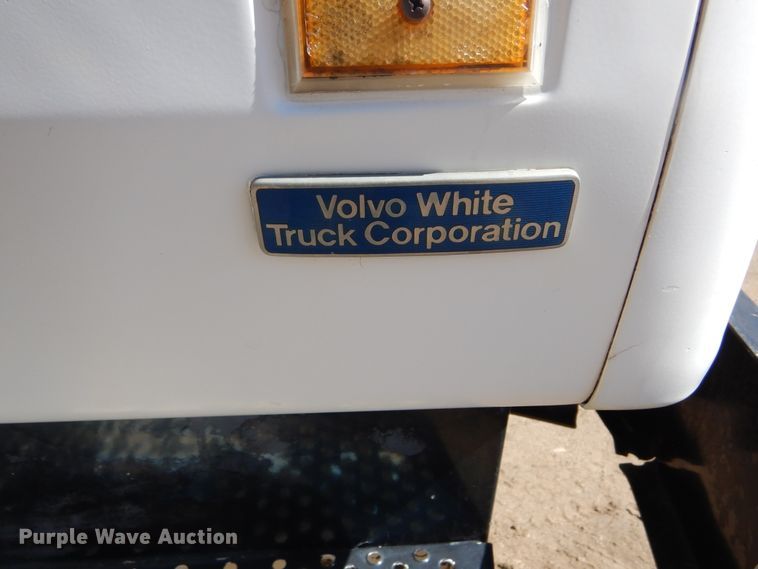 Volvo White
Truck Corporation
Purple Wave Auction